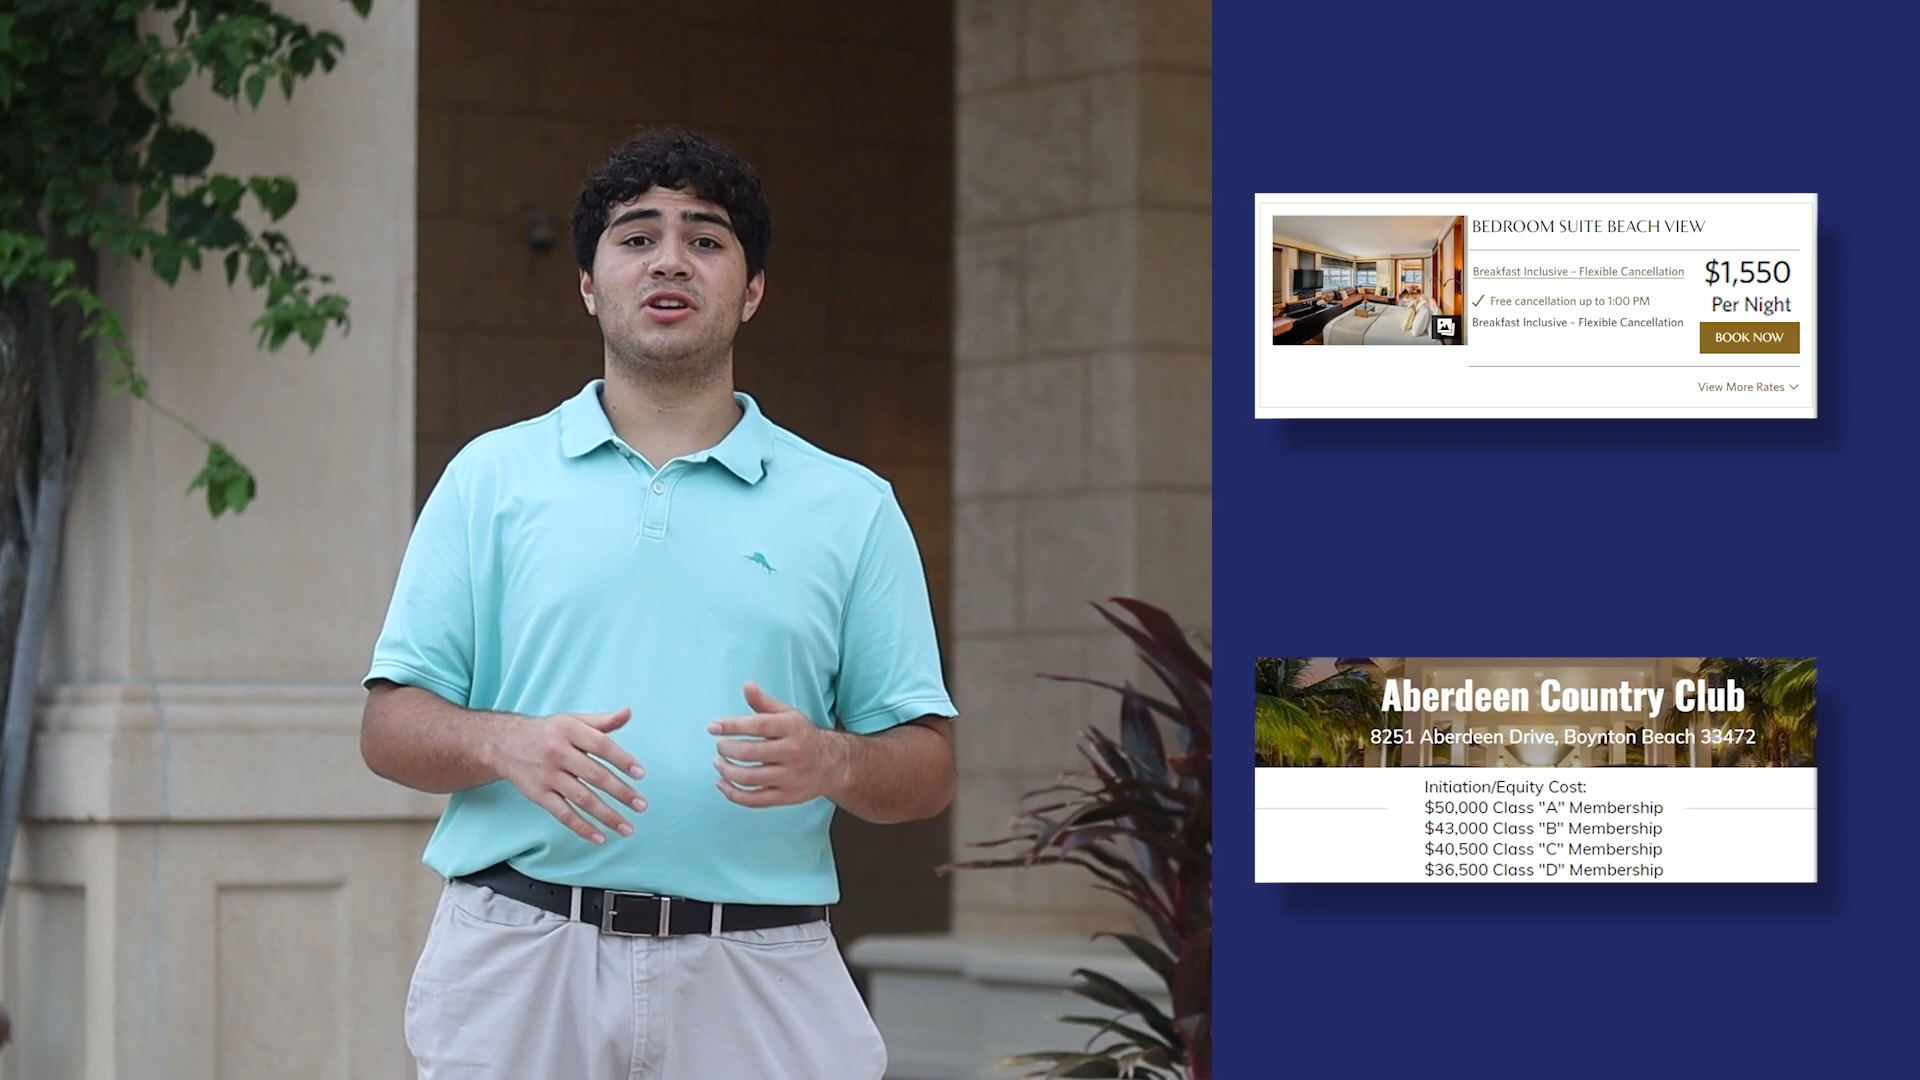 BEDROOM SUITE BEACH VIEW
Breakfast Inclusive - Flexible Cancellation
$1,550
Per Night
Free cancellation up to 1:00 PM
Breakfast Inclusive - Flexible Cancellation
BOOK NOW
View More Rates
Aberdeen Country Club
8251 Aberdeen Drive, Boynton Beach 33472
Initiation/Equity Cost:
$50,000 Class "A" Membership
$43,000 Class "B" Membership
$40,500 Class "C" Membership
$36,500 Class "D" Membership